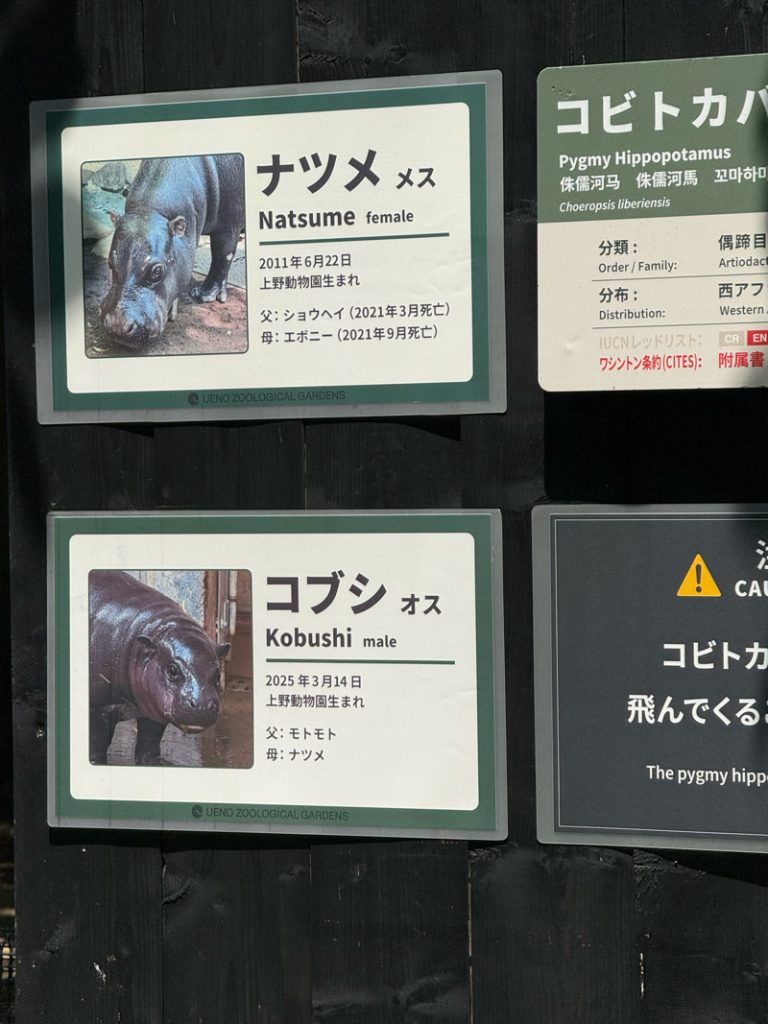 ナツメ メス
Natsume female
2011年6月22日
上野動物園生まれ
父：ショウヘイ（2021年3月死亡）
母：エボニー（2021年9月死亡）
UENO ZOOLOGICAL GARDENS
コビトカバ
Pygmy Hippopotamus
侏儒河马 侏儒河馬 꼬마하마
Choeropsis liberiensis
分類： 偶蹄目
Order / Family: Artiodact
分布： 西アフ
Distribution: Western
IUCNレッドリスト： CR EN
ワシントン条約(CITES)： 附属書
コブシ オス
Kobushi male
2025年3月14日
上野動物園生まれ
父：モトモト
母：ナツメ
UENO ZOOLOGICAL GARDENS
注
CAU
コビトカ
飛んでくるこ
The pygmy hippo